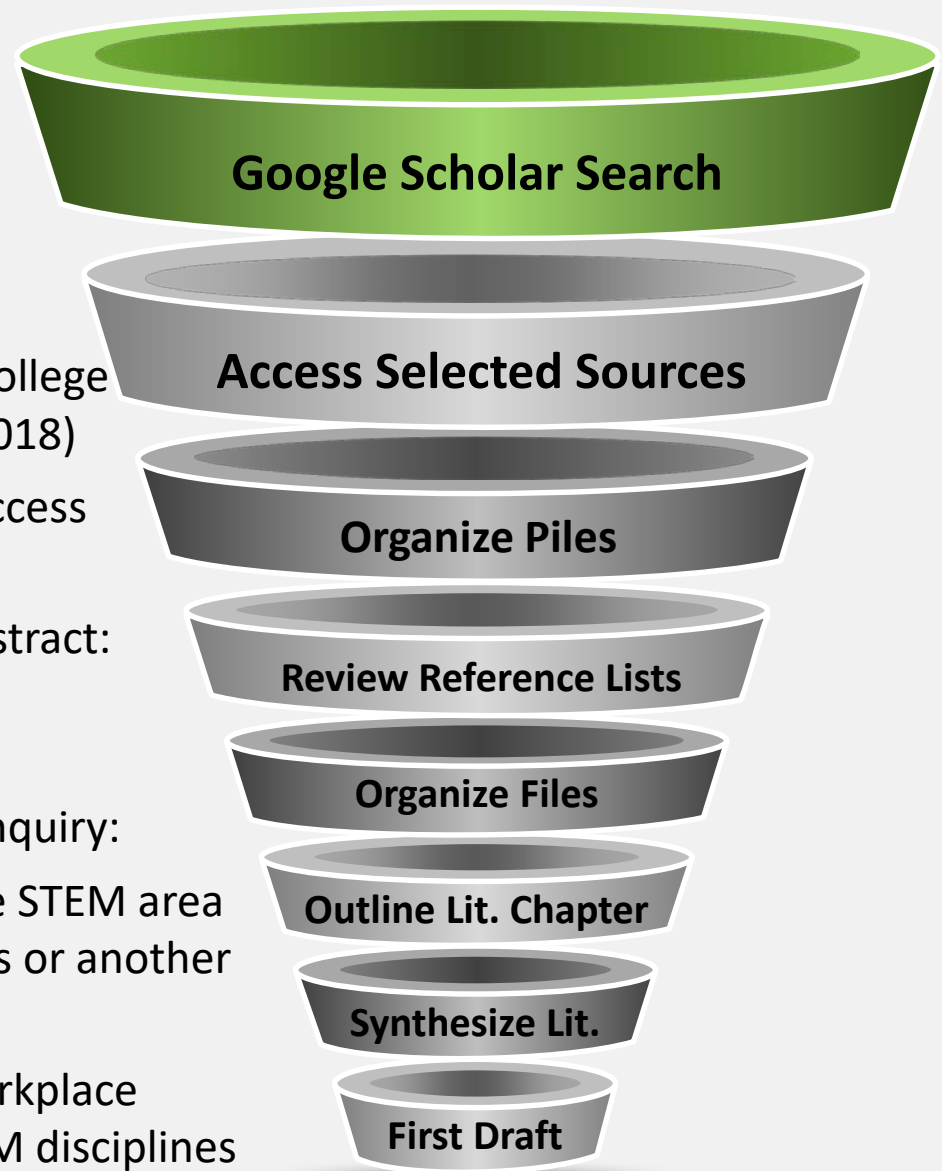 Google Scholar Search
Access Selected Sources
ollege
018)
Organize Piles
ccess
stract:
Review Reference Lists
Organize Files
nquiry:
e STEM area
s or another
Outline Lit. Chapter
Synthesize Lit.
rkplace
M disciplines
First Draft